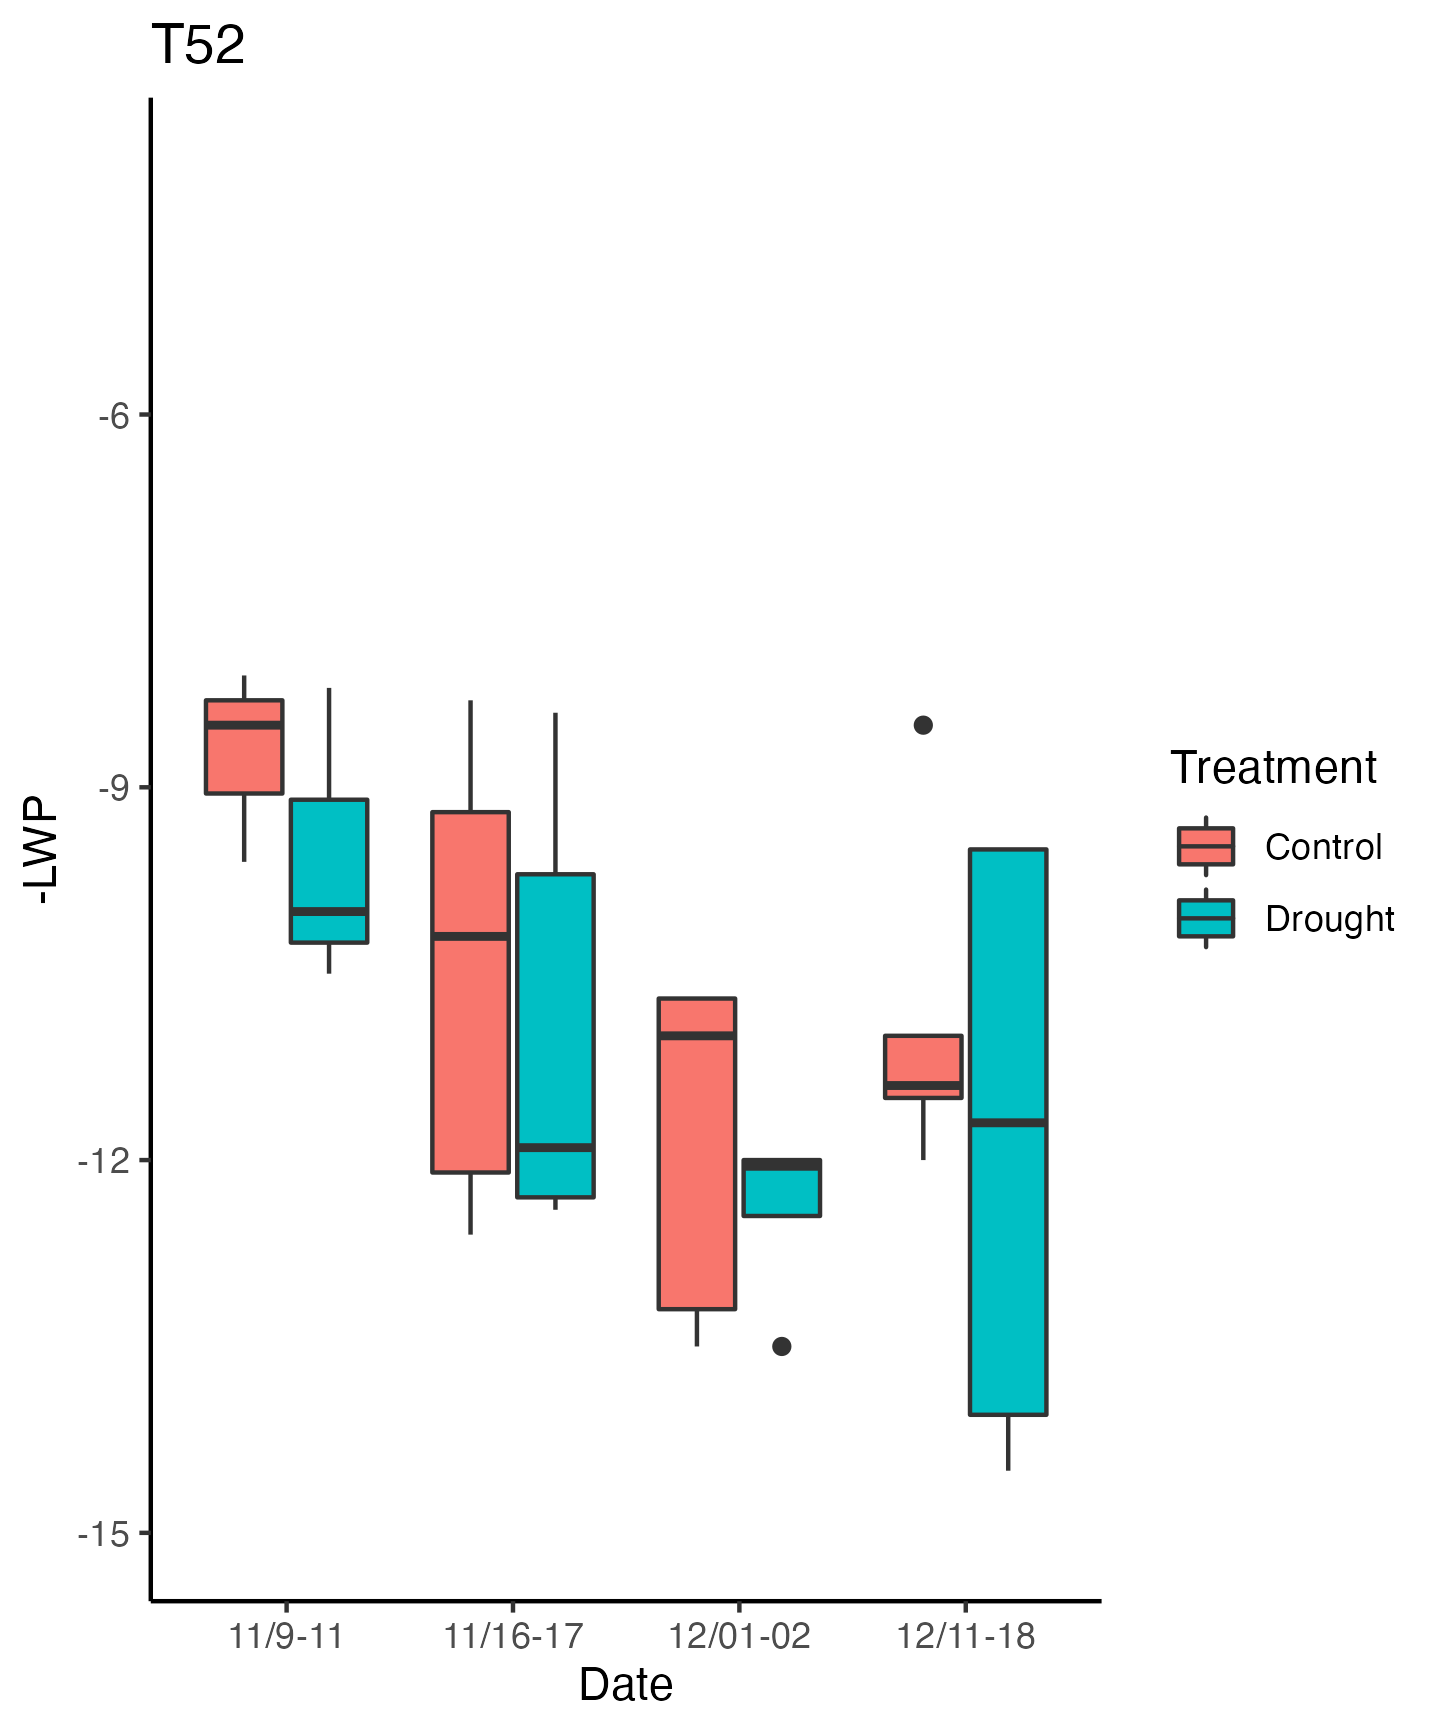 T52
-6
-9
-12
-15
-LWP
11/9-11
11/16-17
12/01-02
12/11-18
Date
Treatment
Control
Drought